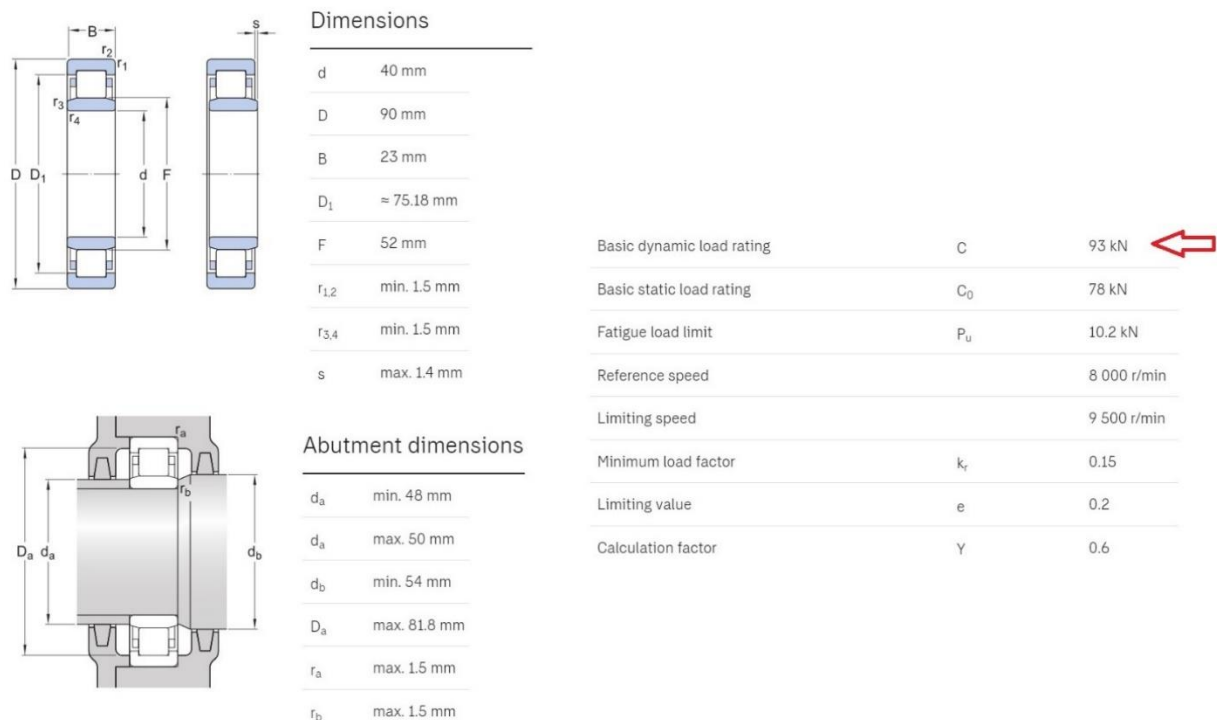 B
s
r2
r1
r3
r4
D
D1
d
F
Dimensions
d 40 mm
D 90 mm
B 23 mm
D1 ≈ 75.18 mm
F 52 mm
r1,2 min. 1.5 mm
r3,4 min. 1.5 mm
s max. 1.4 mm
ra
rb
Da
da
db
Abutment dimensions
da min. 48 mm
da max. 50 mm
db min. 54 mm
Da max. 81.8 mm
ra max. 1.5 mm
rb max. 1.5 mm
Basic dynamic load rating C 93 kN
Basic static load rating C0 78 kN
Fatigue load limit Pu 10.2 kN
Reference speed 8 000 r/min
Limiting speed 9 500 r/min
Minimum load factor kr 0.15
Limiting value e 0.2
Calculation factor Y 0.6